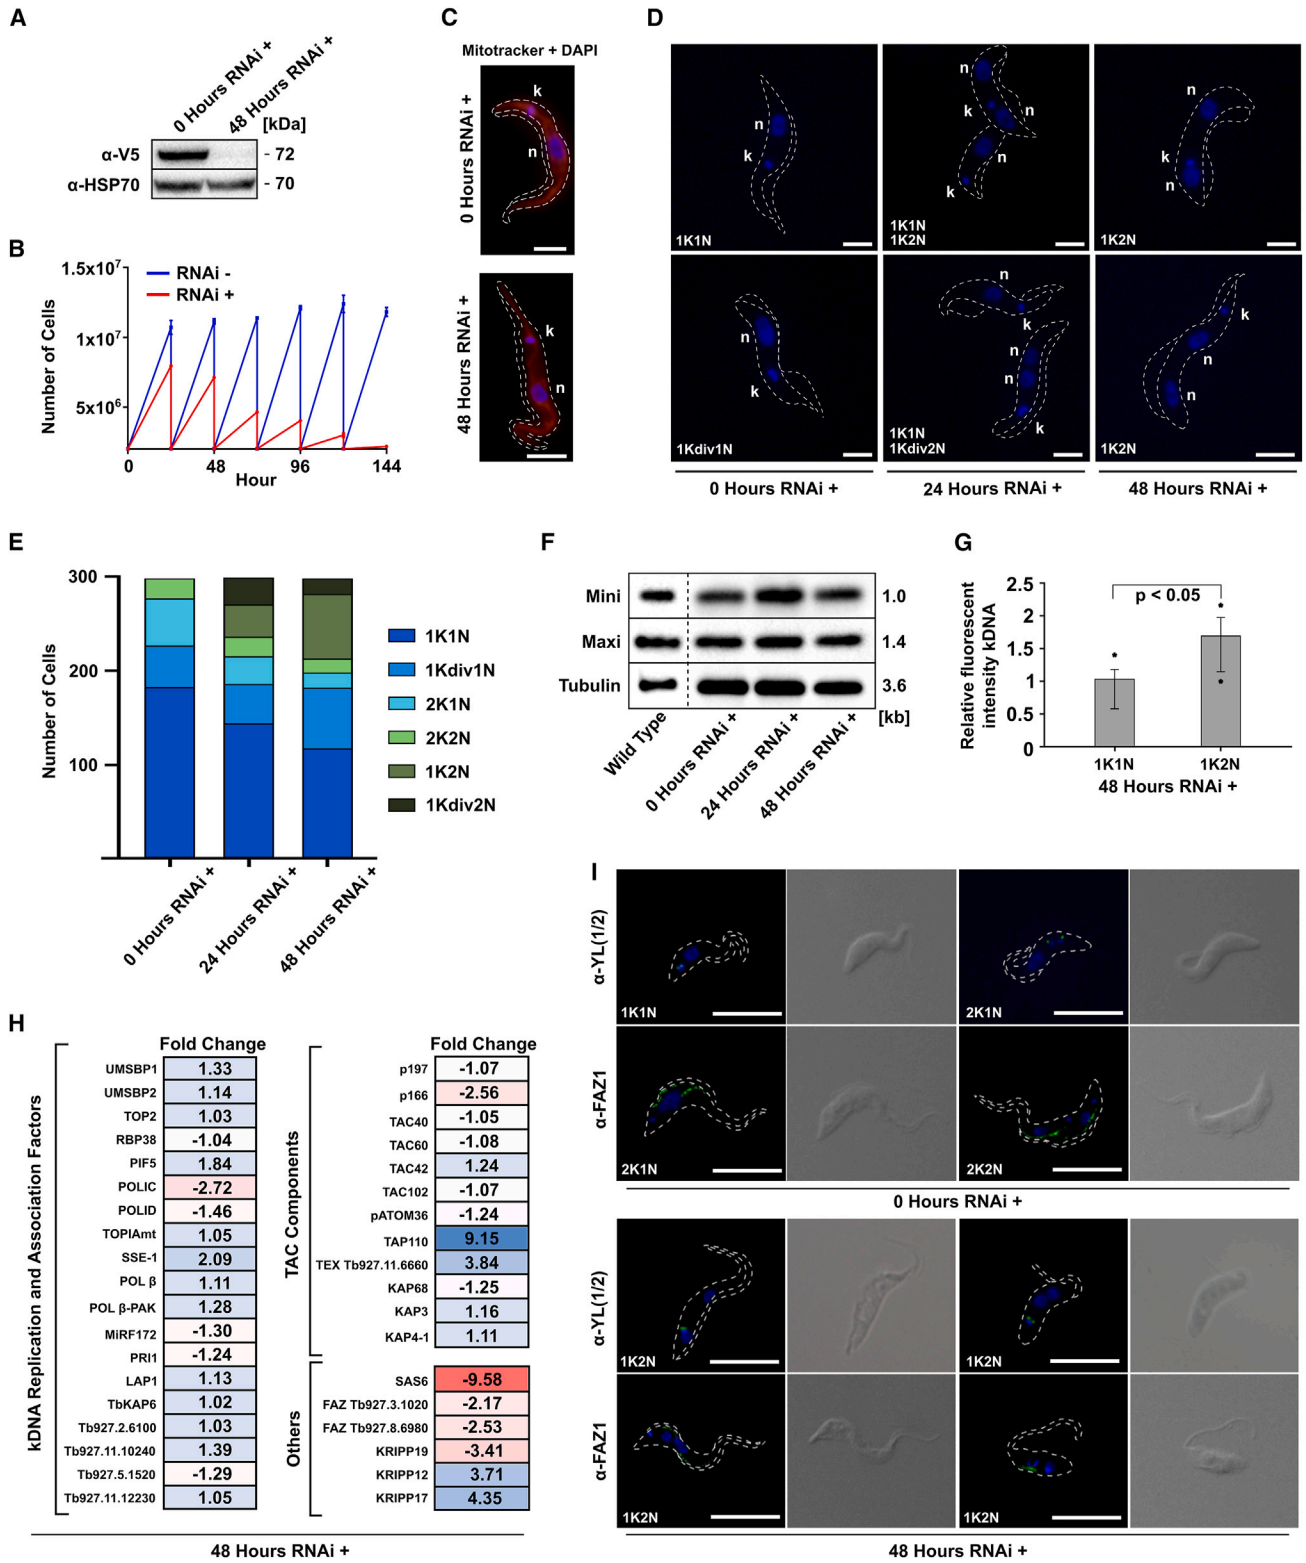 A
0 Hours RNAi +
48 Hours RNAi +
[kDa]
α-V5
- 72
α-HSP70
- 70
B
1.5x10⁷
1x10⁷
5x10⁶
Number of Cells
RNAi -
RNAi +
0
48
96
144
Hour
C
Mitotracker + DAPI
0 Hours RNAi +
k
n
48 Hours RNAi +
k
n
D
n
k
1K1N
n
k
n
n
k
1K1N
1K2N
n
k
n
1K2N
n
k
1Kdiv1N
n
k
n
n
k
1K1N
1Kdiv2N
k
n
n
1K2N
0 Hours RNAi +
24 Hours RNAi +
48 Hours RNAi +
E
300
200
100
Number of Cells
1K1N
1Kdiv1N
2K1N
2K2N
1K2N
1Kdiv2N
0 Hours RNAi +
24 Hours RNAi +
48 Hours RNAi +
F
Mini
1.0
Maxi
1.4
Tubulin
3.6
[kb]
Wild Type
0 Hours RNAi +
24 Hours RNAi +
48 Hours RNAi +
G
Relative fluorescent
intensity kDNA
2.5
2
1.5
1
0.5
0
p < 0.05
1K1N
1K2N
48 Hours RNAi +
H
kDNA Replication and Association Factors
Fold Change
UMSBP1 1.33
UMSBP2 1.14
TOP2 1.03
RBP38 -1.04
PIF5 1.84
POLIC -2.72
POLID -1.46
TOPIAmt 1.05
SSE-1 2.09
POL β 1.11
POL β-PAK 1.28
MiRF172 -1.30
PRI1 -1.24
LAP1 1.13
TbKAP6 1.02
Tb927.2.6100 1.03
Tb927.11.10240 1.39
Tb927.5.1520 -1.29
Tb927.11.12230 1.05
TAC Components
Fold Change
p197 -1.07
p166 -2.56
TAC40 -1.05
TAC60 -1.08
TAC42 1.24
TAC102 -1.07
pATOM36 -1.24
TAP110 9.15
TEX Tb927.11.6660 3.84
KAP68 -1.25
KAP3 1.16
KAP4-1 1.11
Others
SAS6 -9.58
FAZ Tb927.3.1020 -2.17
FAZ Tb927.8.6980 -2.53
KRIPP19 -3.41
KRIPP12 3.71
KRIPP17 4.35
48 Hours RNAi +
I
α-YL(1/2)
1K1N
2K1N
α-FAZ1
2K1N
2K2N
0 Hours RNAi +
α-YL(1/2)
1K2N
1K2N
α-FAZ1
1K2N
1K2N
48 Hours RNAi +